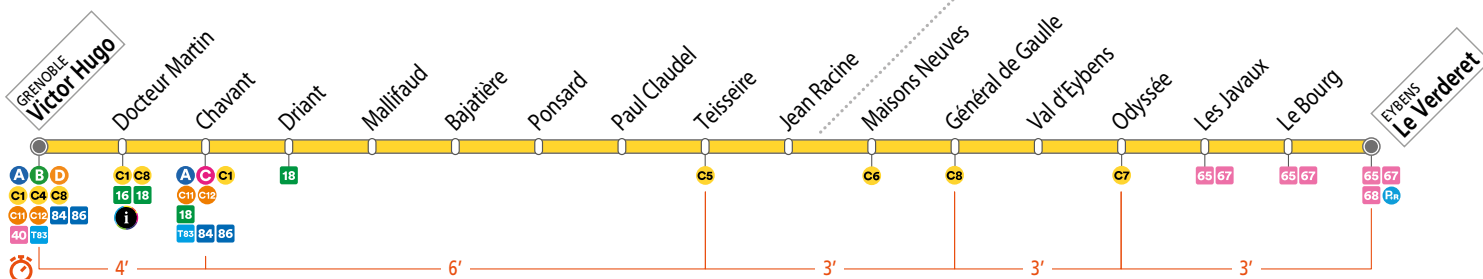 GRENOBLE
Victor Hugo
Docteur Martin
Chavant
Driant
Mallifaud
Bajatière
Ponsard
Paul Claudel
Teisseire
Jean Racine
Maisons Neuves
Général de Gaulle
Val d'Eybens
Odyssée
Les Javaux
Le Bourg
EYBENS
Le Verderet
A B D
C1 C4 C8
C11 C12 84 86
40 T83
C1 C8
16 18
i
A C C1
C11 C12
18
T83 84 86
18
C5
C6
C8
C7
65 67
65 67
65 67
68 P+R
4' 6' 3' 3' 3'